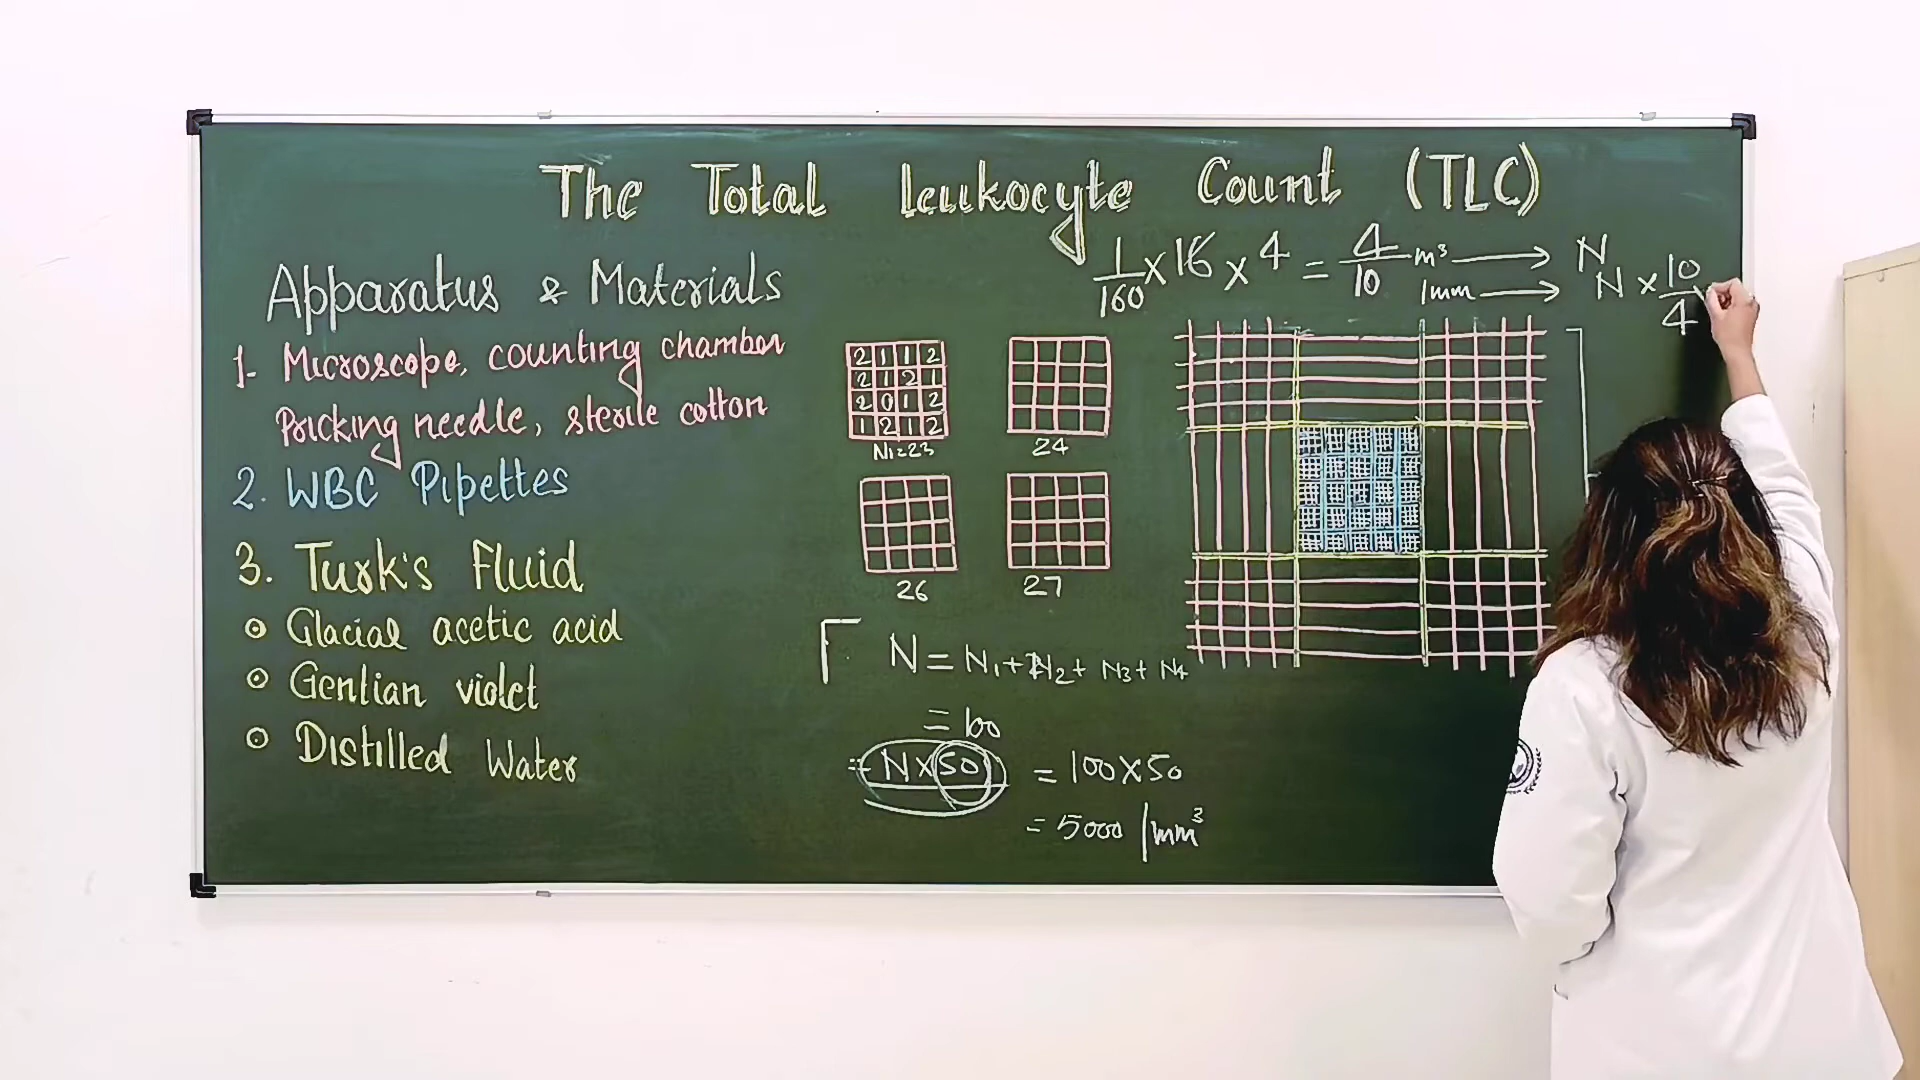 The Total Leukocyte Count (TLC)
Apparatus & Materials
1- Microscope, counting chamber
Pricking needle, sterile cotton
2. WBC Pipettes
3. Turk's Fluid
Glacial acetic acid
Gentian violet
Distilled Water
1/160 x 16 x 4 = 4/10 m³ → N
1mm → N x 10/4
2 1 1 2
2 1 2 1
2 0 1 2
1 2 1 2
N1=23
24
26
27
N = N1 + N2 + N3 + N4
= 100
= N x 50 = 100 x 50
= 5000 /mm³